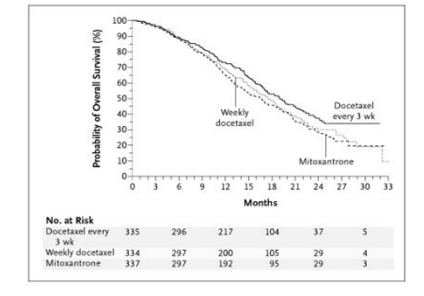 Probability of Overall Survival (%)
100
90
80
70
60
50
40
30
20
10
0
0 3 6 9 12 15 18 21 24 27 30 33
Months
Weekly
docetaxel
Docetaxel
every 3 wk
Mitoxantrone
No. at Risk
Docetaxel every 335 296 217 104 37 5
3 wk
Weekly docetaxel 334 297 200 105 29 4
Mitoxantrone 337 297 192 95 29 3